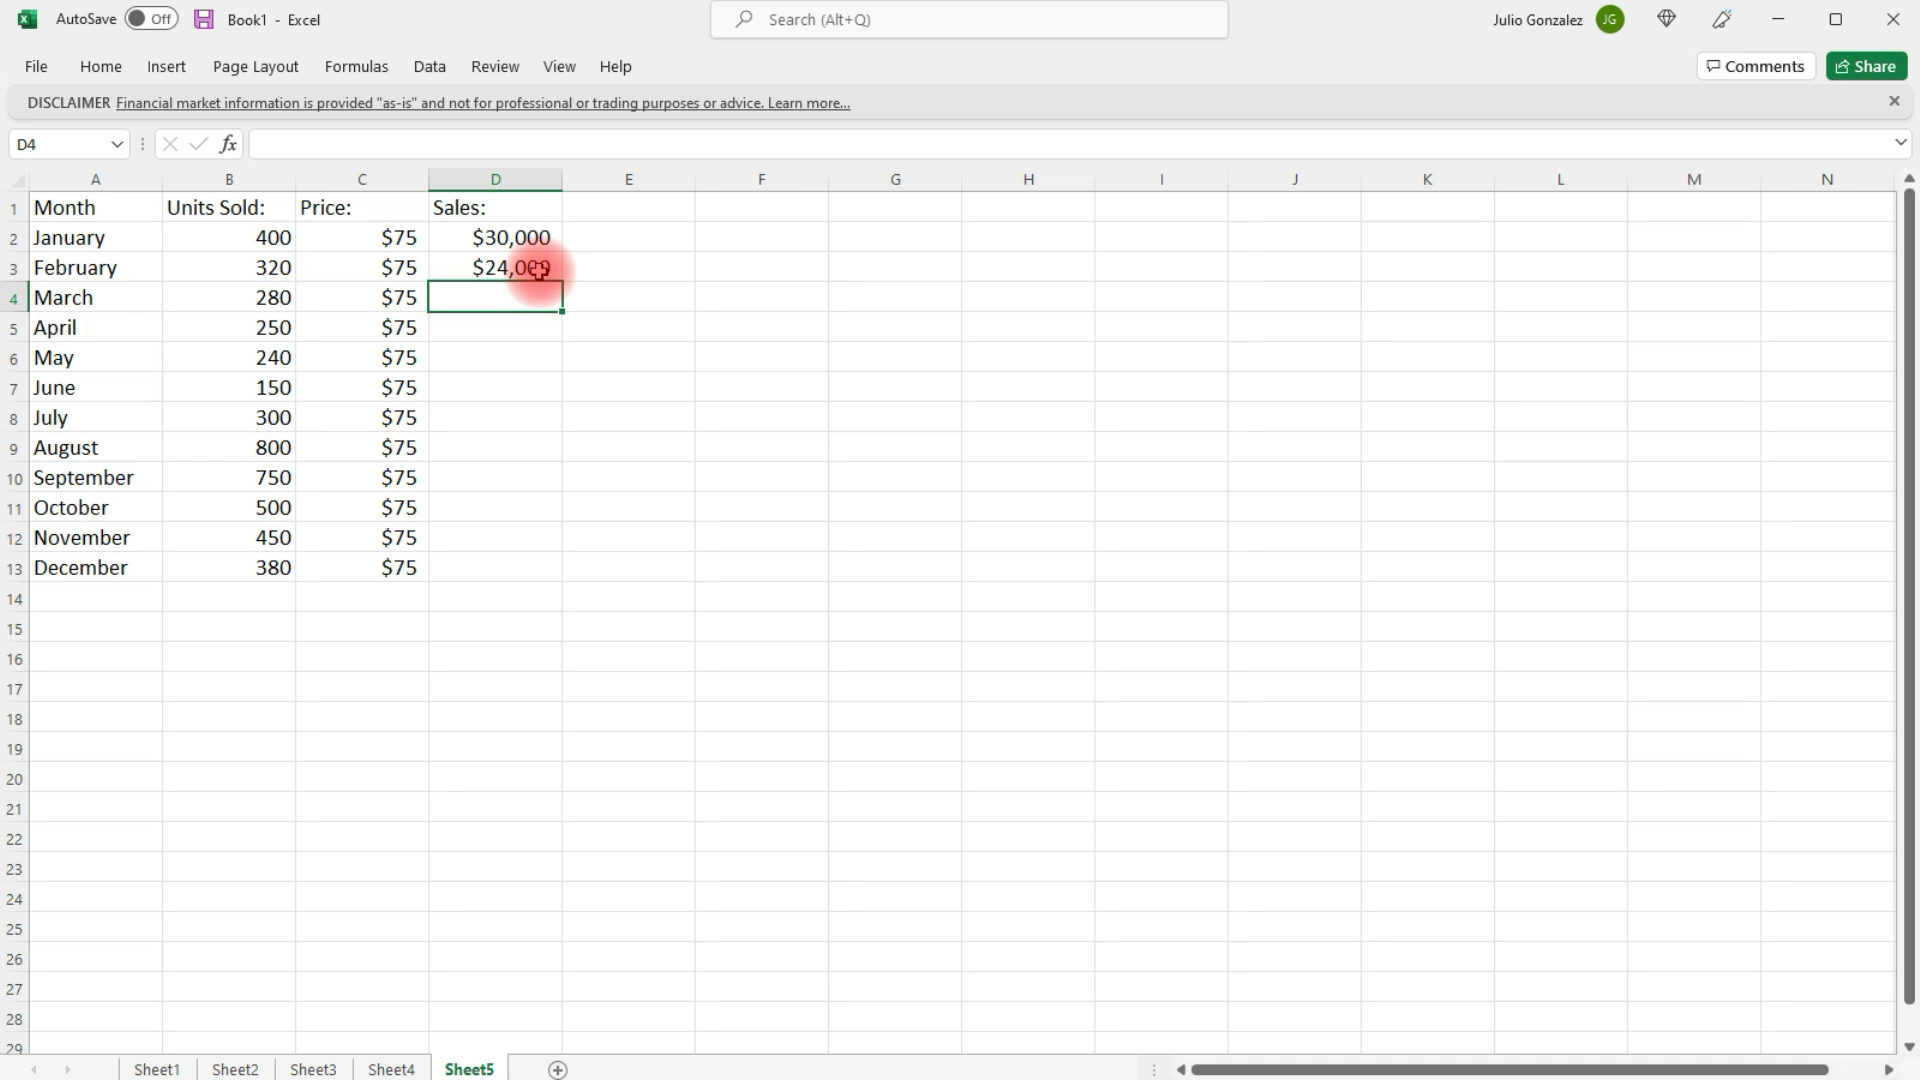 AutoSave Off Book1 - Excel Search (Alt+Q) Julio Gonzalez JG
File Home Insert Page Layout Formulas Data Review View Help Comments Share
DISCLAIMER Financial market information is provided "as-is" and not for professional or trading purposes or advice. Learn more...
D4 fx
A B C D E F G H I J K L M N
1 Month Units Sold: Price: Sales:
2 January 400 $75 $30,000
3 February 320 $75 $24,000
4 March 280 $75
5 April 250 $75
6 May 240 $75
7 June 150 $75
8 July 300 $75
9 August 800 $75
10 September 750 $75
11 October 500 $75
12 November 450 $75
13 December 380 $75
14
15
16
17
18
19
20
21
22
23
24
25
26
27
28
29
Sheet1 Sheet2 Sheet3 Sheet4 Sheet5